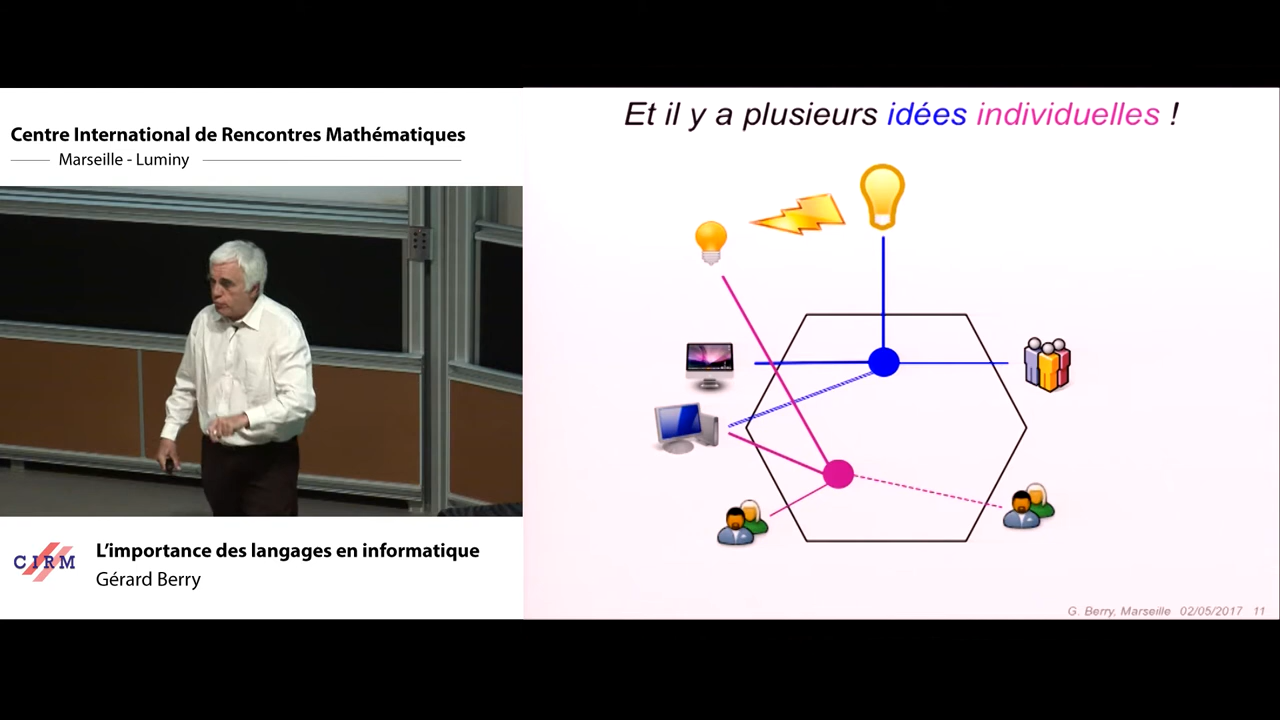 Centre International de Rencontres Mathématiques
Marseille - Luminy
Et il y a plusieurs idées individuelles !
CIRM
L'importance des langages en informatique
Gérard Berry
G. Berry, Marseille 02/05/2017 11